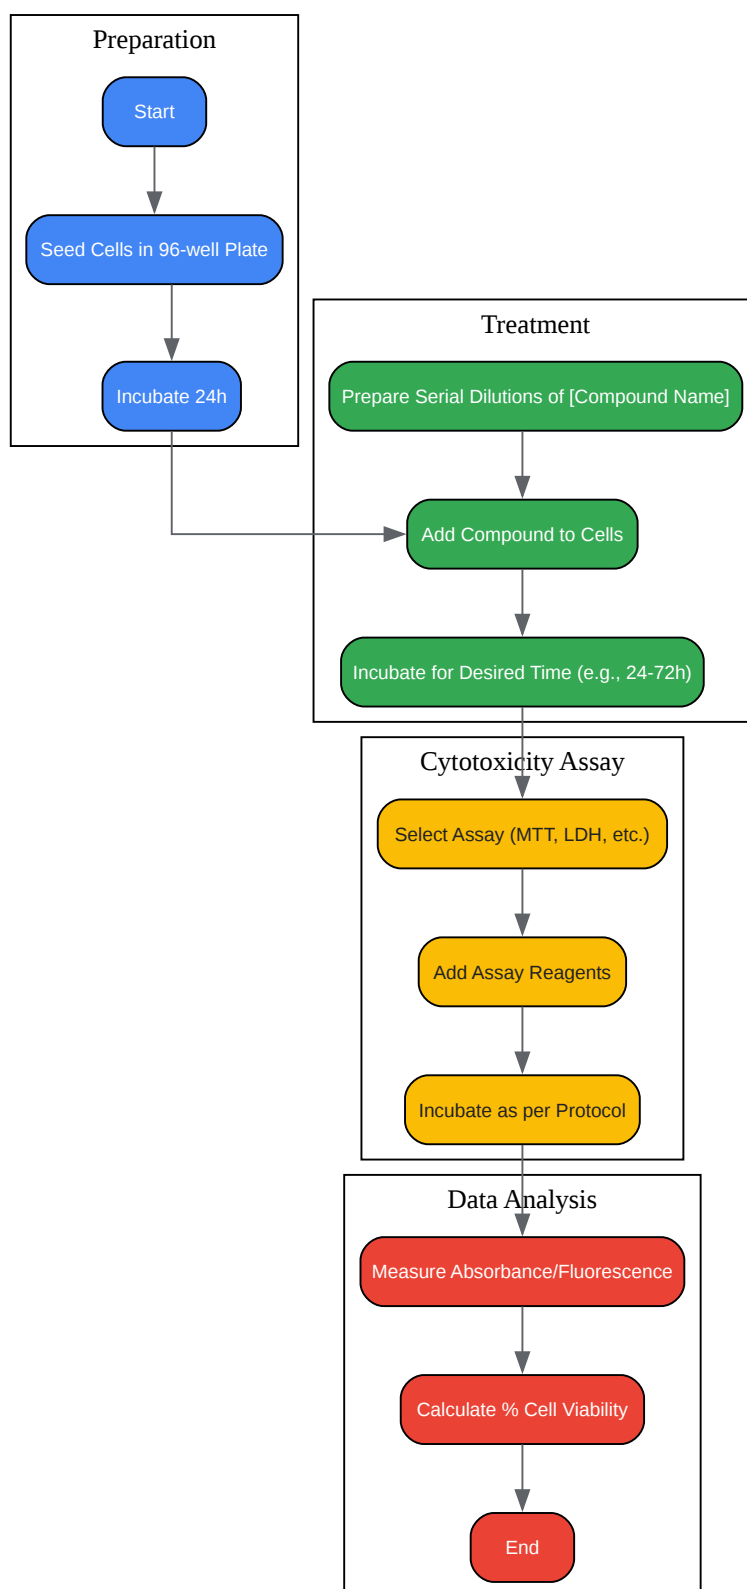 Preparation
Start
Seed Cells in 96-well Plate
Incubate 24h
Treatment
Prepare Serial Dilutions of [Compound Name]
Add Compound to Cells
Incubate for Desired Time (e.g., 24-72h)
Cytotoxicity Assay
Select Assay (MTT, LDH, etc.)
Add Assay Reagents
Incubate as per Protocol
Data Analysis
Measure Absorbance/Fluorescence
Calculate % Cell Viability
End